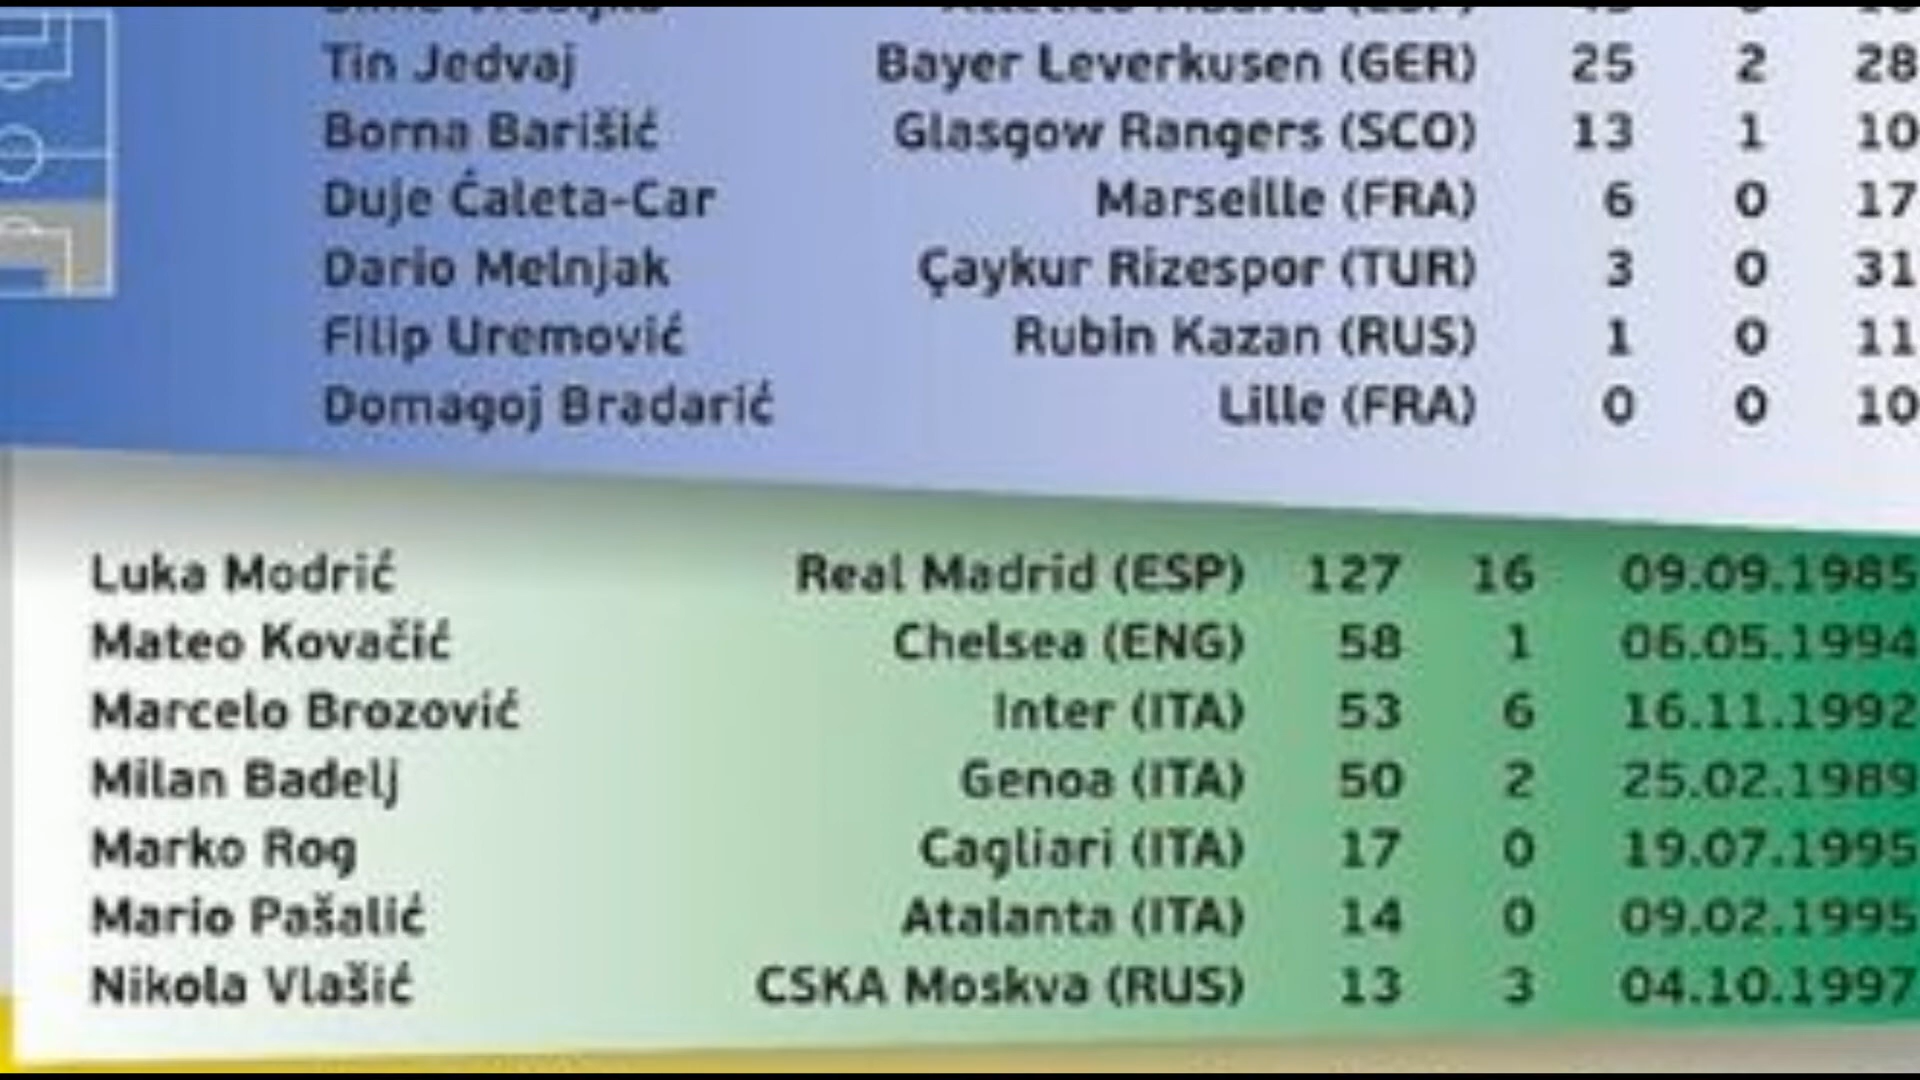 Tin Jedvaj Bayer Leverkusen (GER) 25 2 28
Borna Barišić Glasgow Rangers (SCO) 13 1 10
Duje Ćaleta-Car Marseille (FRA) 6 0 17
Dario Melnjak Çaykur Rizespor (TUR) 3 0 31
Filip Uremović Rubin Kazan (RUS) 1 0 11
Domagoj Bradarić Lille (FRA) 0 0 10
Luka Modrić Real Madrid (ESP) 127 16 09.09.1985
Mateo Kovačić Chelsea (ENG) 58 1 06.05.1994
Marcelo Brozović Inter (ITA) 53 6 16.11.1992
Milan Badelj Genoa (ITA) 50 2 25.02.1989
Marko Rog Cagliari (ITA) 17 0 19.07.1995
Mario Pašalić Atalanta (ITA) 14 0 09.02.1995
Nikola Vlašić CSKA Moskva (RUS) 13 3 04.10.1997